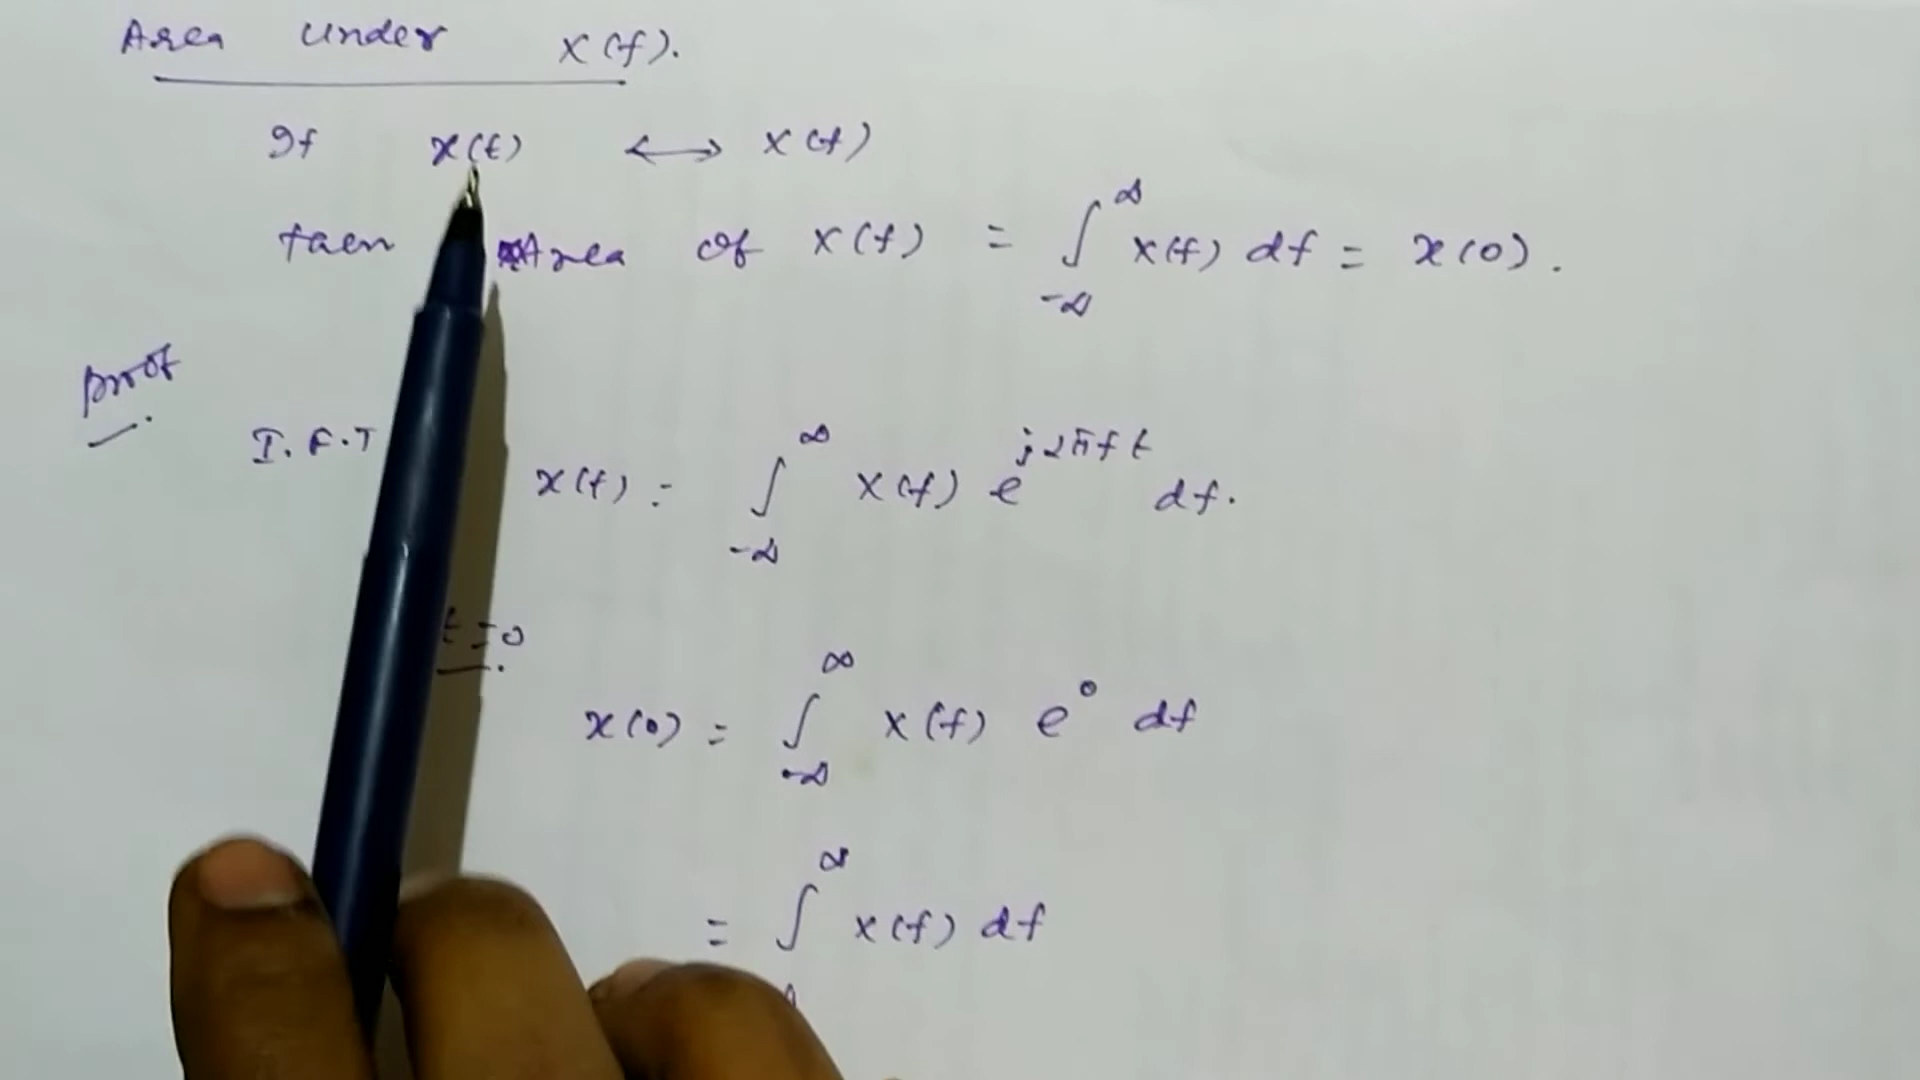 Area under X(f).
If x(t) ⟷ X(f)
then Area of X(f) = ∫_{-∞}^{∞} X(f) df = x(0).
proof
I.F.T x(t) = ∫_{-∞}^{∞} X(f) e^{j2πft} df.
t=0
x(0) = ∫_{-∞}^{∞} X(f) e^0 df
= ∫^{∞} X(f) df